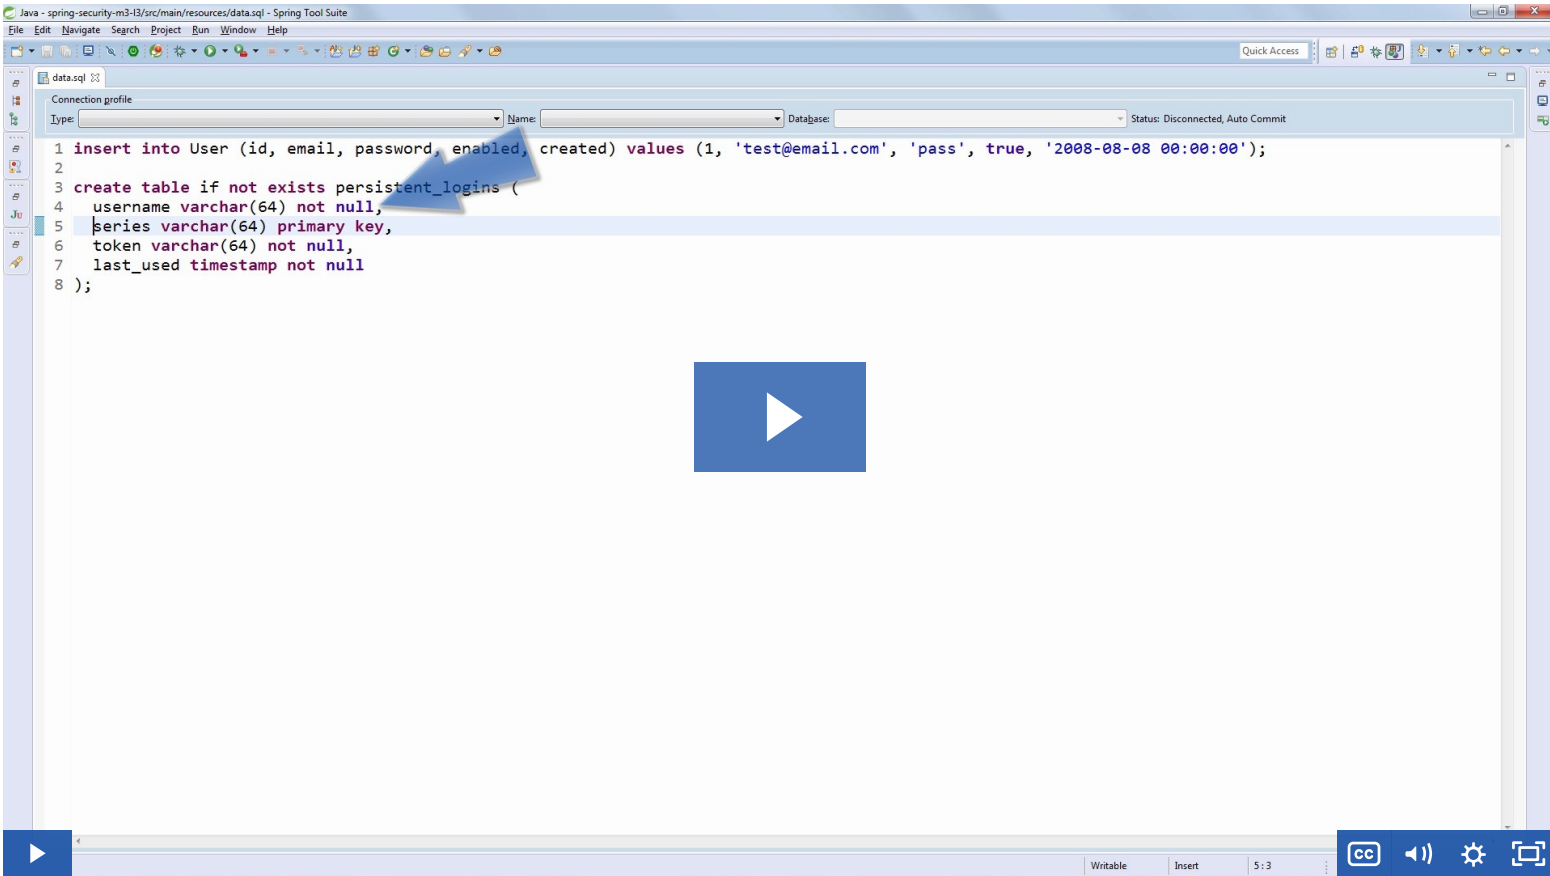 Java - spring-security-m3-l3/src/main/resources/data.sql - Spring Tool Suite
File Edit Navigate Search Project Run Window Help
Quick Access
data.sql
Connection profile
Type: Name: Database: Status: Disconnected, Auto Commit
1 insert into User (id, email, password, enabled, created) values (1, 'test@email.com', 'pass', true, '2008-08-08 00:00:00');
2
3 create table if not exists persistent_logins (
4 username varchar(64) not null,
5 series varchar(64) primary key,
6 token varchar(64) not null,
7 last_used timestamp not null
8 );
Ju
CC
Writable Insert 5 : 3